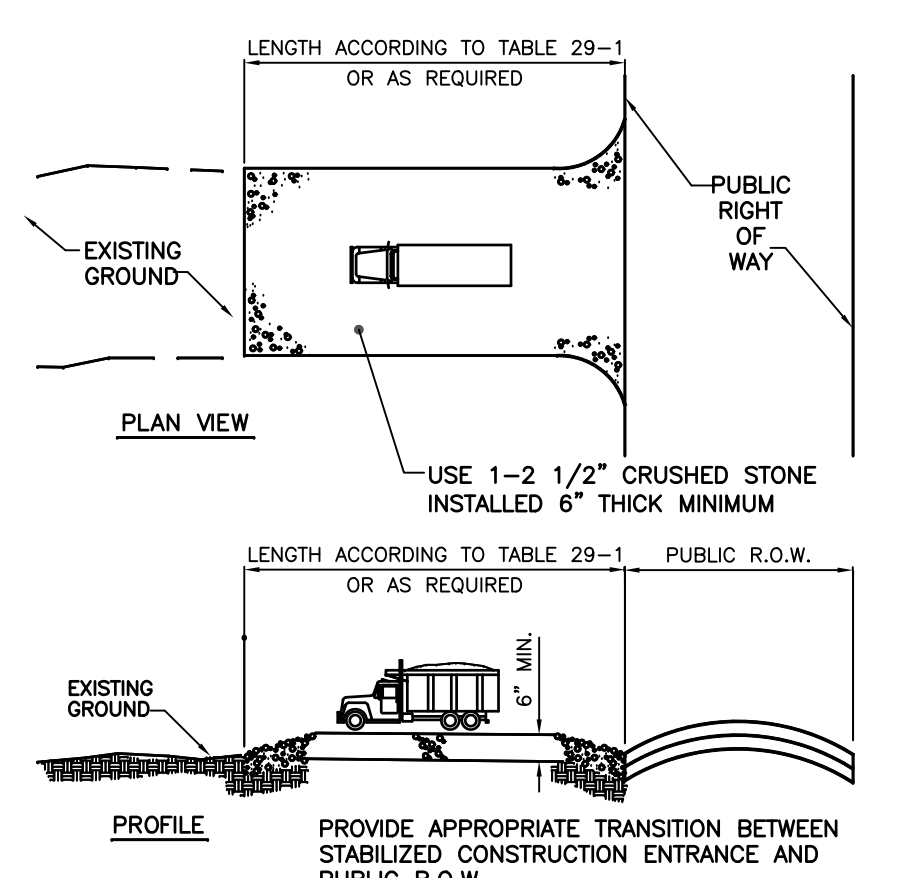 LENGTH ACCORDING TO TABLE 29-1
OR AS REQUIRED
PUBLIC
RIGHT
OF
WAY
EXISTING
GROUND
PLAN VIEW
USE 1-2 1/2” CRUSHED STONE
INSTALLED 6” THICK MINIMUM
LENGTH ACCORDING TO TABLE 29-1
OR AS REQUIRED
PUBLIC R.O.W.
6” MIN.
EXISTING
GROUND
PROFILE
PROVIDE APPROPRIATE TRANSITION BETWEEN
STABILIZED CONSTRUCTION ENTRANCE AND
PUBLIC R.O.W.